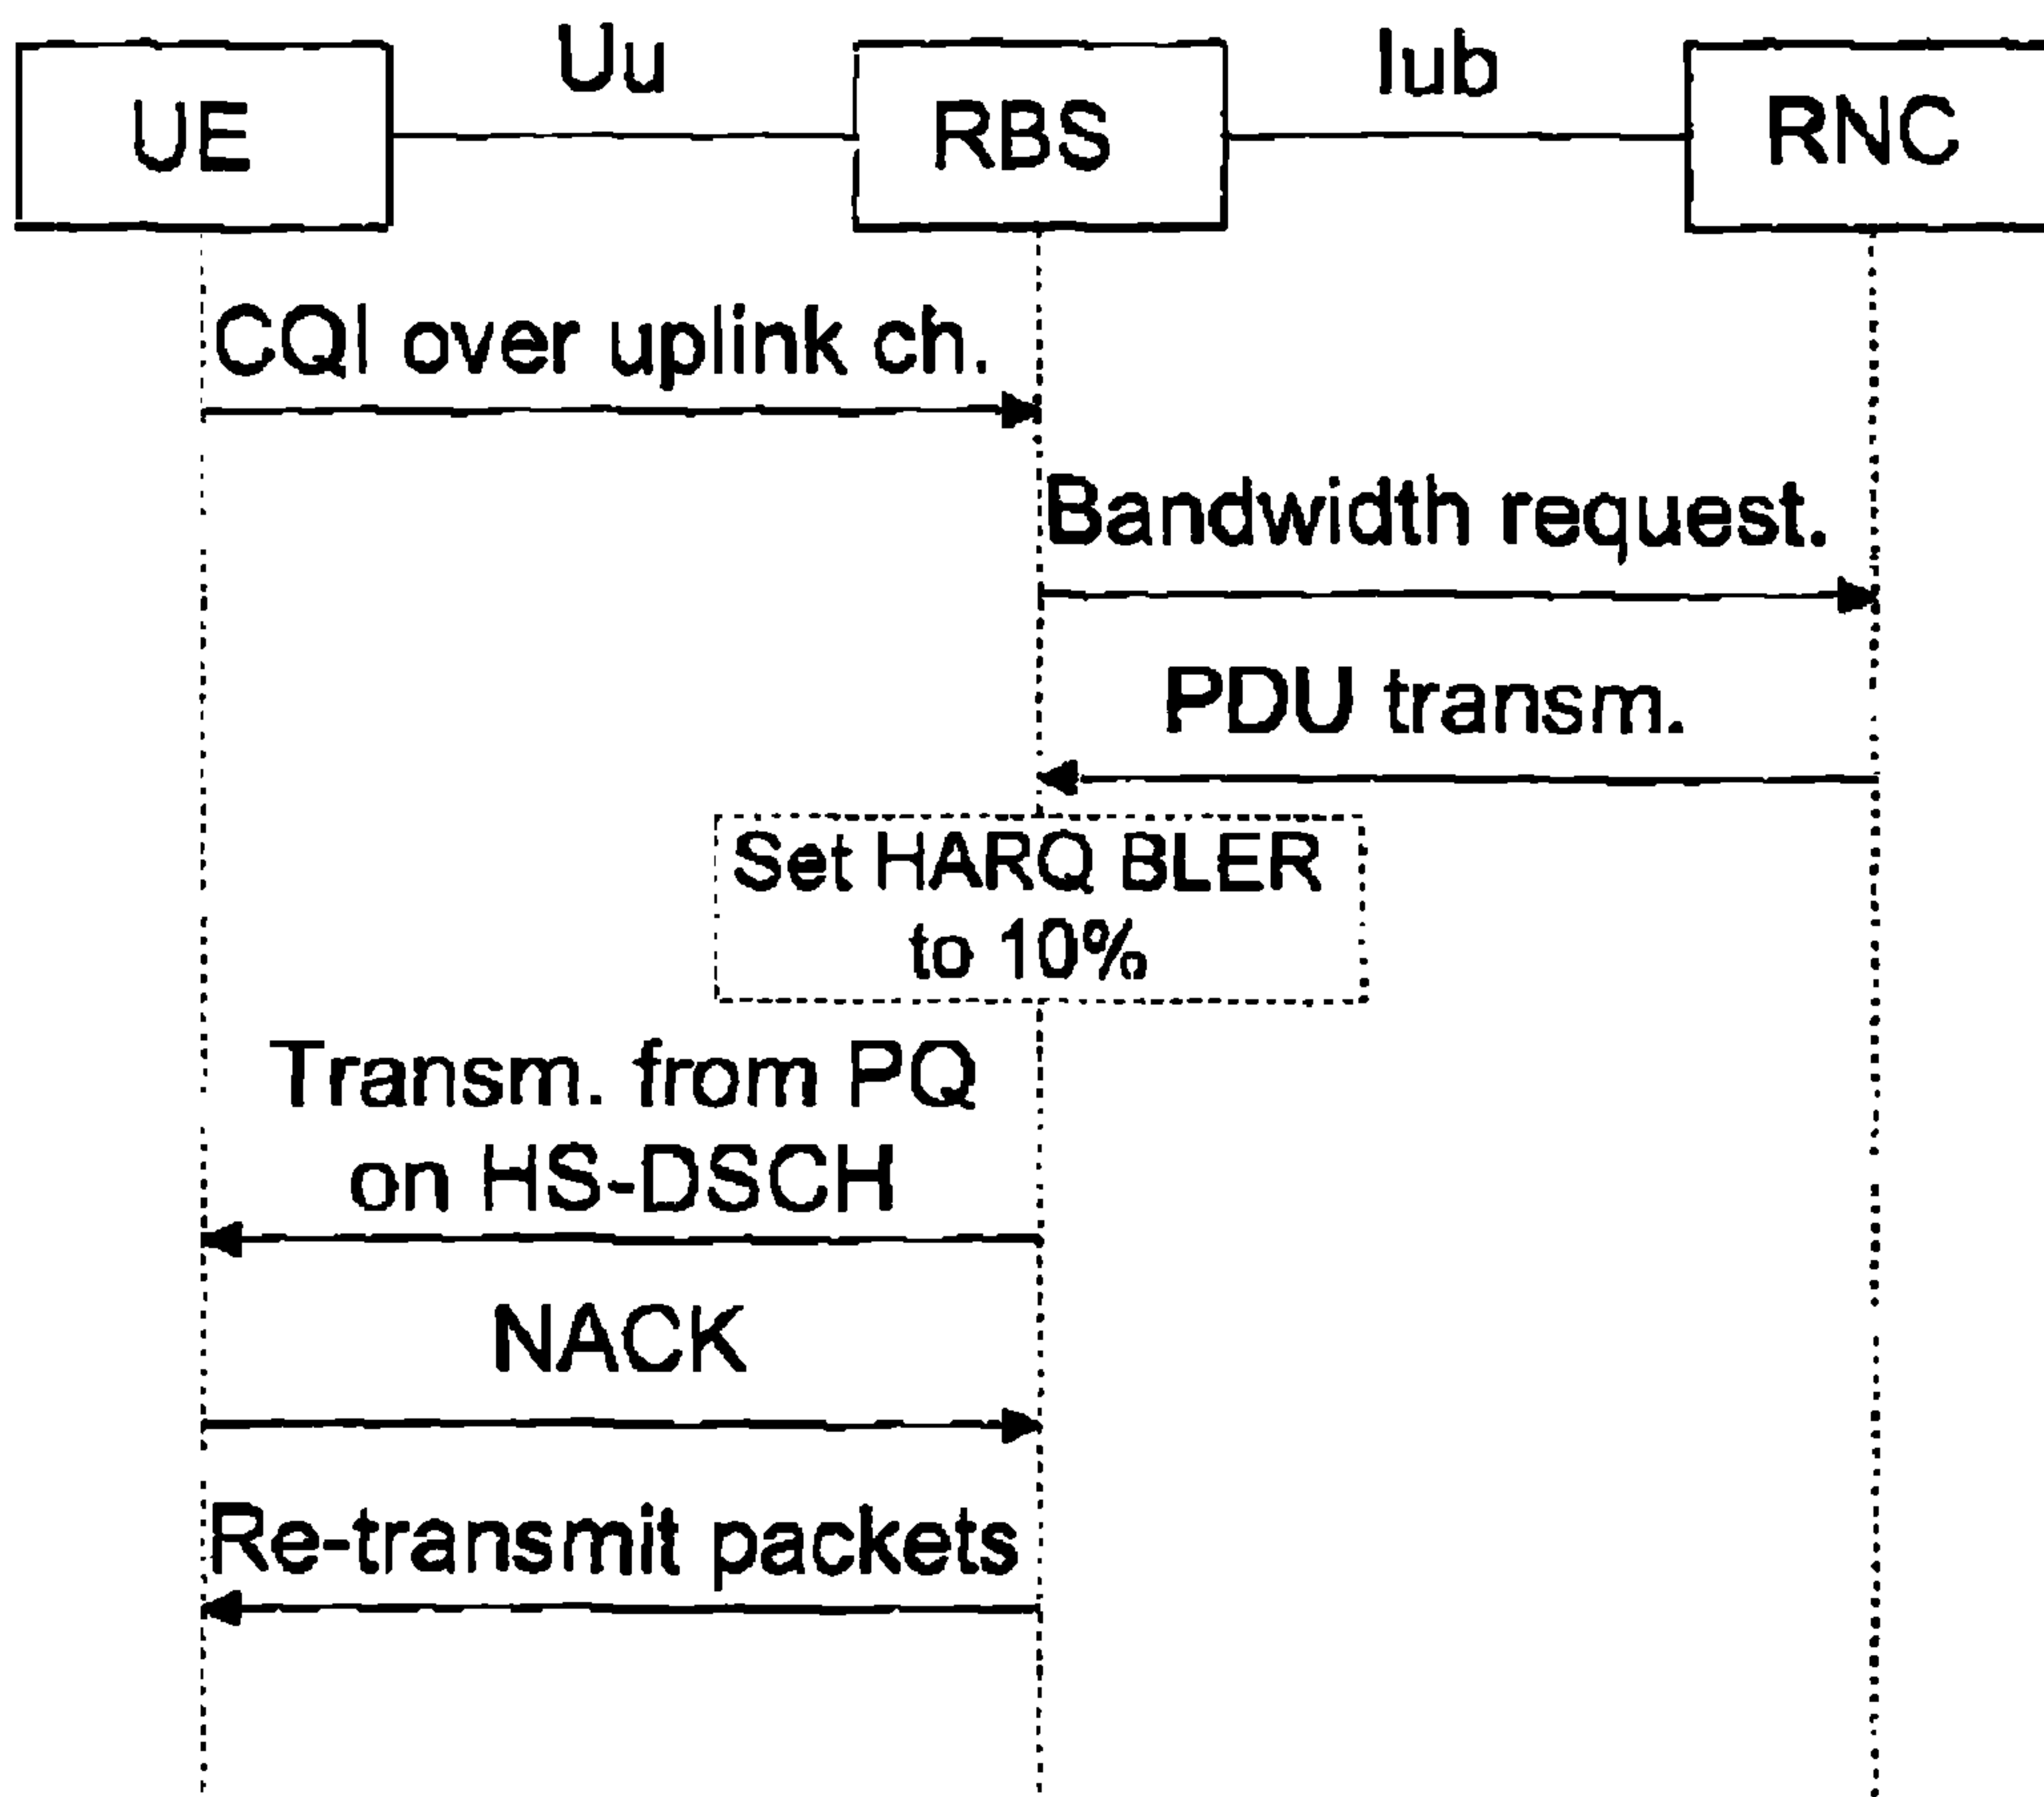 Uu
Iub
UE
RBS
RNC
CQI over uplink ch.
Bandwidth request.
PDU transm.
Set HARQ BLER
to 10%
Transm. from PQ
on HS-DSCH
NACK
Re-transmit packets